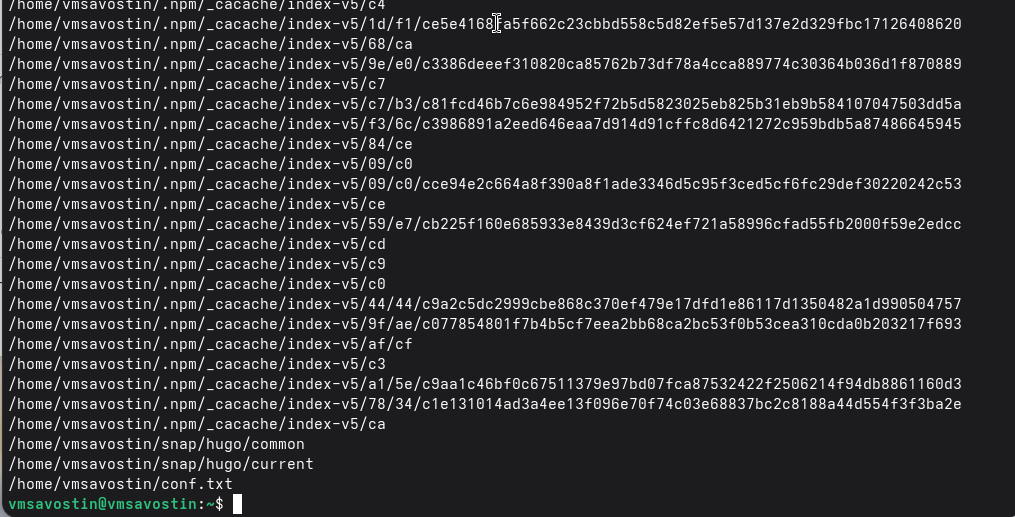 /home/vmsavostin/.npm/_cacache/index-v5/c4
/home/vmsavostin/.npm/_cacache/index-v5/1d/f1/ce5e4168fa5f662c23cbbd558c5d82ef5e57d137e2d329fbc17126408620
/home/vmsavostin/.npm/_cacache/index-v5/68/ca
/home/vmsavostin/.npm/_cacache/index-v5/9e/e0/c3386deeef310820ca85762b73df78a4cca889774c30364b036d1f870889
/home/vmsavostin/.npm/_cacache/index-v5/c7
/home/vmsavostin/.npm/_cacache/index-v5/c7/b3/c81fcd46b7c6e984952f72b5d5823025eb825b31eb9b584107047503dd5a
/home/vmsavostin/.npm/_cacache/index-v5/f3/6c/c3986891a2eed646eaa7d914d91cffc8d6421272c959bdb5a87486645945
/home/vmsavostin/.npm/_cacache/index-v5/84/ce
/home/vmsavostin/.npm/_cacache/index-v5/09/c0
/home/vmsavostin/.npm/_cacache/index-v5/09/c0/cce94e2c664a8f390a8f1ade3346d5c95f3ced5cf6fc29def30220242c53
/home/vmsavostin/.npm/_cacache/index-v5/ce
/home/vmsavostin/.npm/_cacache/index-v5/59/e7/cb225f160e685933e8439d3cf624ef721a58996cfad55fb2000f59e2edcc
/home/vmsavostin/.npm/_cacache/index-v5/cd
/home/vmsavostin/.npm/_cacache/index-v5/c9
/home/vmsavostin/.npm/_cacache/index-v5/c0
/home/vmsavostin/.npm/_cacache/index-v5/44/44/c9a2c5dc2999cbe868c370ef479e17dfd1e86117d1350482a1d990504757
/home/vmsavostin/.npm/_cacache/index-v5/9f/ae/c077854801f7b4b5cf7eea2bb68ca2bc53f0b53cea310cda0b203217f693
/home/vmsavostin/.npm/_cacache/index-v5/af/cf
/home/vmsavostin/.npm/_cacache/index-v5/c3
/home/vmsavostin/.npm/_cacache/index-v5/a1/5e/c9aa1c46bf0c67511379e97bd07fca87532422f2506214f94db8861160d3
/home/vmsavostin/.npm/_cacache/index-v5/78/34/c1e131014ad3a4ee13f096e70f74c03e68837bc2c8188a44d554f3f3ba2e
/home/vmsavostin/.npm/_cacache/index-v5/ca
/home/vmsavostin/snap/hugo/common
/home/vmsavostin/snap/hugo/current
/home/vmsavostin/conf.txt
vmsavostin@vmsavostin:~$